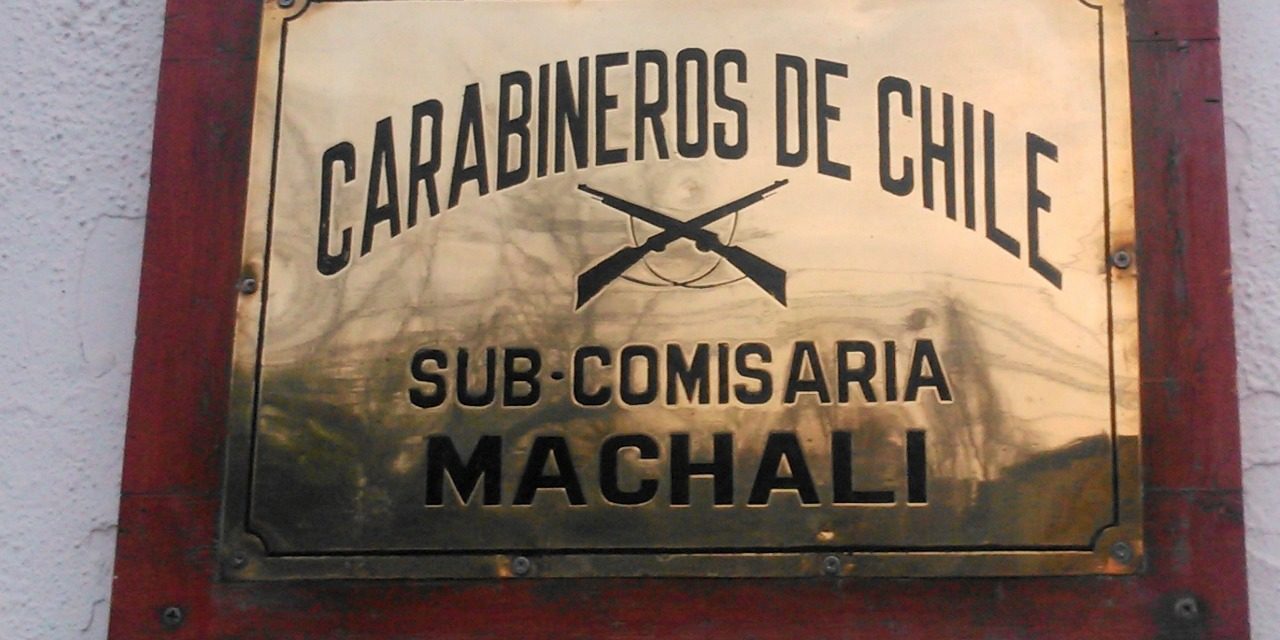 CARABINEROS DE CHILE
SUB-COMISARIA
MACHALI